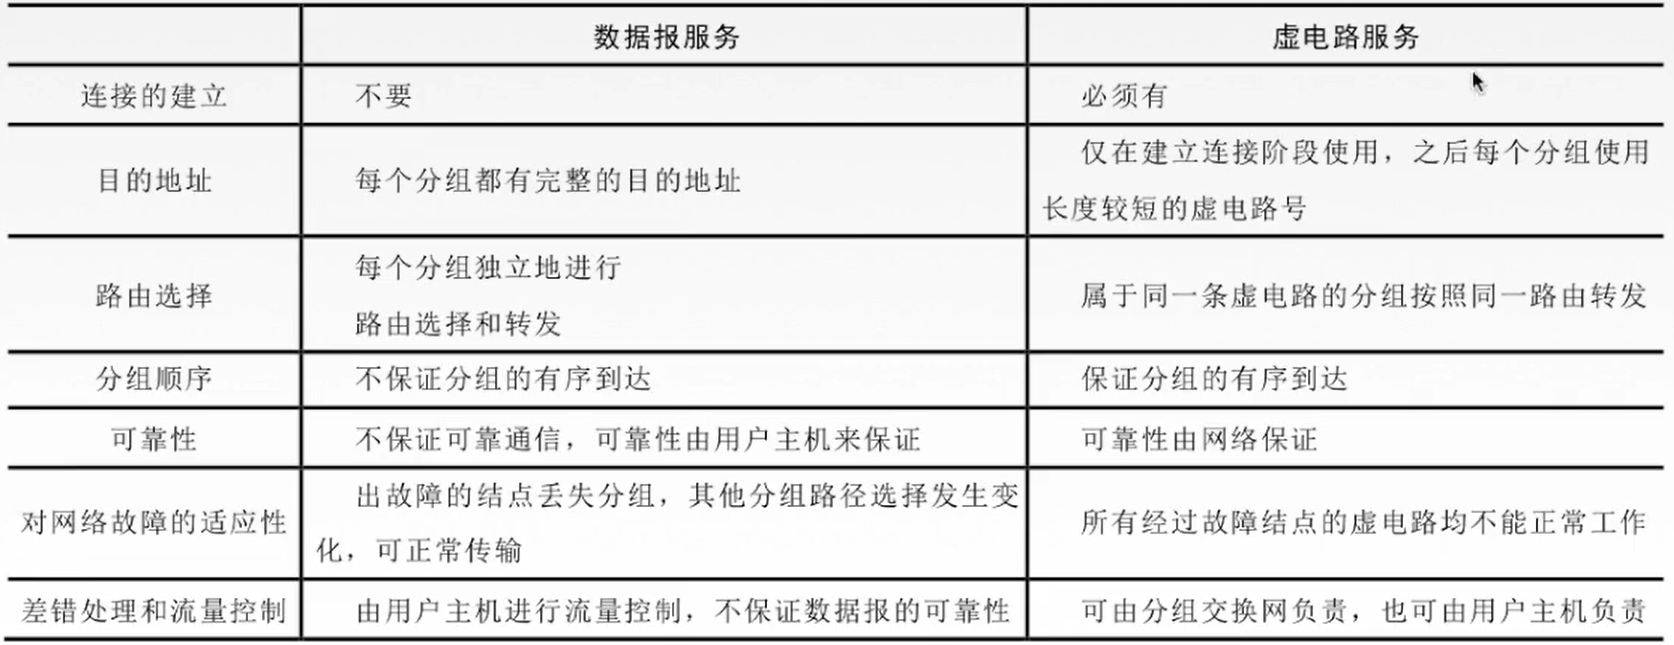 数据报服务
虚电路服务
连接的建立
不要
必须有
目的地址
每个分组都有完整的目的地址
仅在建立连接阶段使用，之后每个分组使用
长度较短的虚电路号
路由选择
每个分组独立地进行
路由选择和转发
属于同一条虚电路的分组按照同一路由转发
分组顺序
不保证分组的有序到达
保证分组的有序到达
可靠性
不保证可靠通信，可靠性由用户主机来保证
可靠性由网络保证
对网络故障的适应性
出故障的结点丢失分组，其他分组路径选择发生变
化，可正常传输
所有经过故障结点的虚电路均不能正常工作
差错处理和流量控制
由用户主机进行流量控制，不保证数据报的可靠性
可由分组交换网负责，也可由用户主机负责